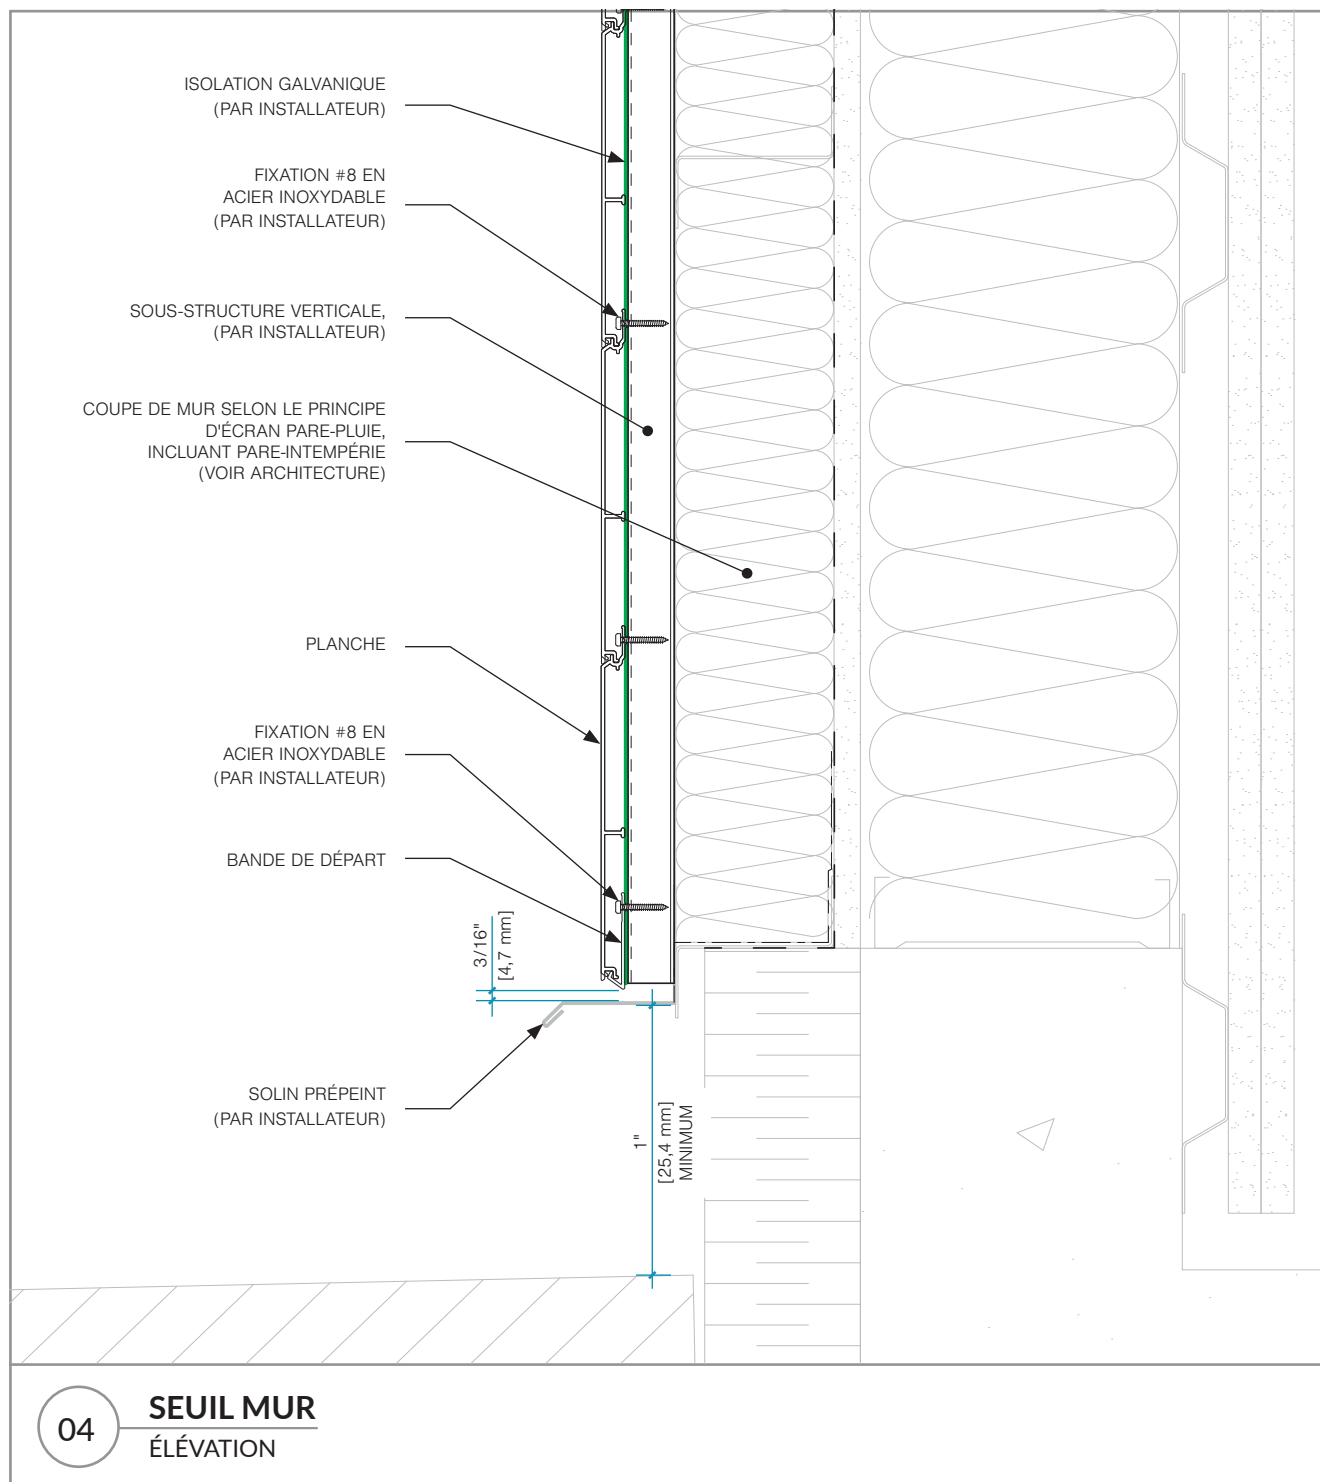 ISOLATION GALVANIQUE
(PAR INSTALLATEUR)
FIXATION #8 EN
ACIER INOXYDABLE
(PAR INSTALLATEUR)
SOUS-STRUCTURE VERTICALE,
(PAR INSTALLATEUR)
COUPE DE MUR SELON LE PRINCIPE
D'ÉCRAN PARE-PLUIE,
INCLUANT PARE-INTEMPÉRIE
(VOIR ARCHITECTURE)
PLANCHE
FIXATION #8 EN
ACIER INOXYDABLE
(PAR INSTALLATEUR)
BANDE DE DÉPART
3/16"
[4,7 mm]
SOLIN PRÉPEINT
(PAR INSTALLATEUR)
1"
[25,4 mm]
MINIMUM
04
SEUIL MUR
ÉLÉVATION